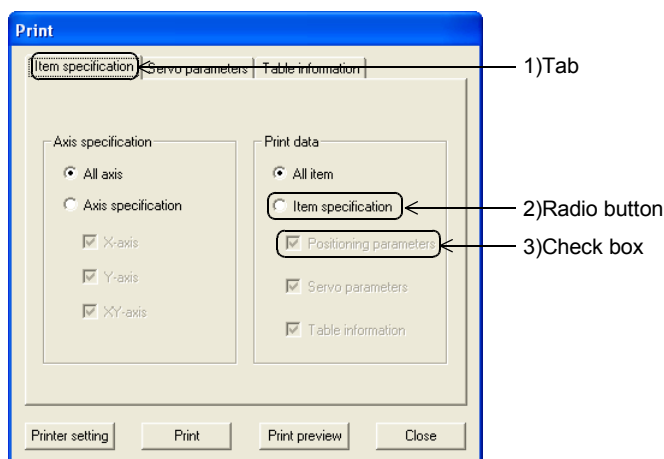 Print
Item specification Servo parameters Table information
1)Tab
Axis specification
All axis
Axis specification
X-axis
Y-axis
XY-axis
Print data
All item
Item specification
2)Radio button
Positioning parameters
3)Check box
Servo parameters
Table information
Printer setting Print Print preview Close